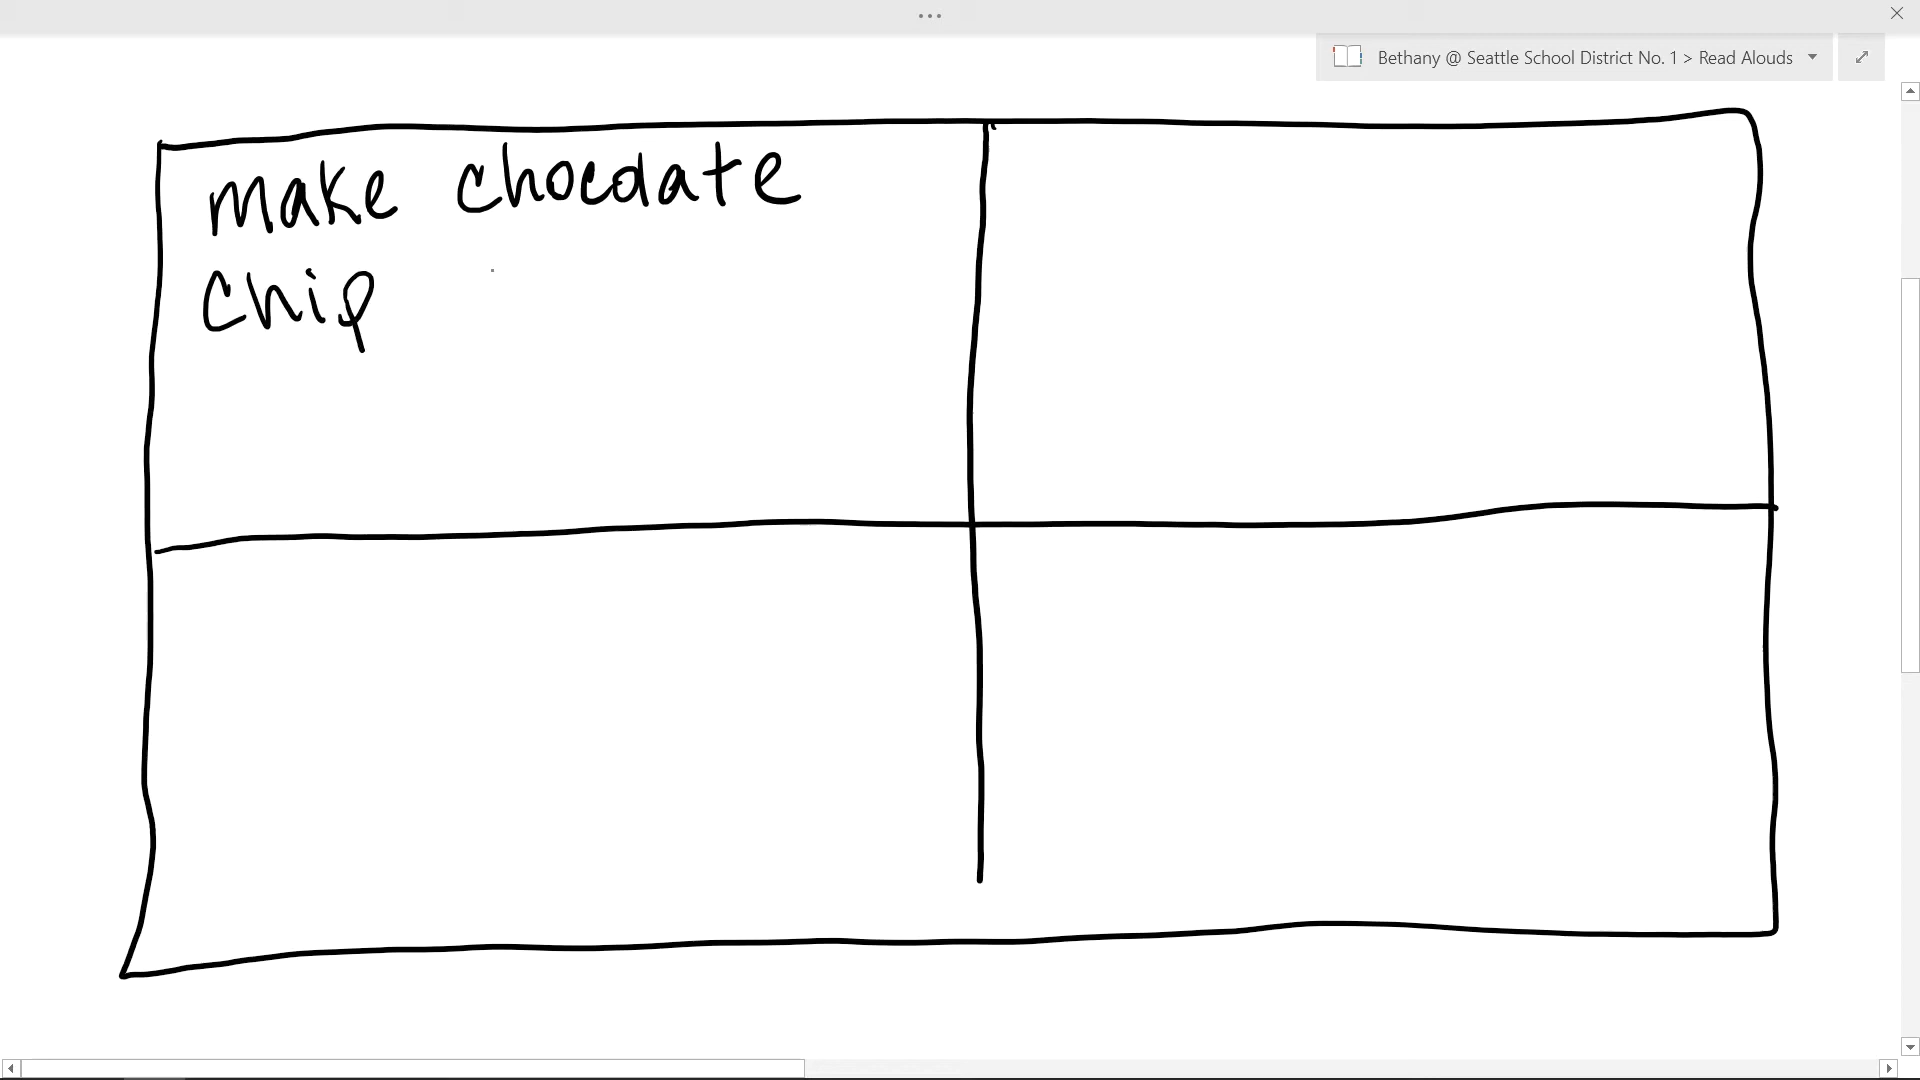 Bethany @ Seattle School District No. 1 > Read Alouds
make chocolate
chip